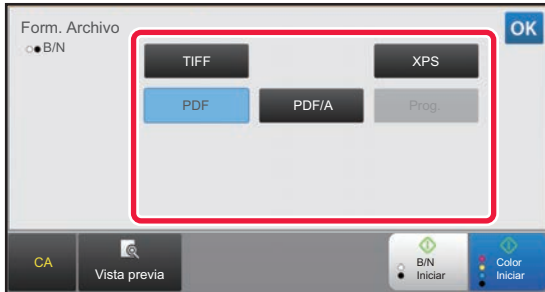 Form. Archivo
OK
B/N
TIFF
XPS
PDF
PDF/A
Prog.
CA
Vista previa
B/N
Iniciar
Color
Iniciar